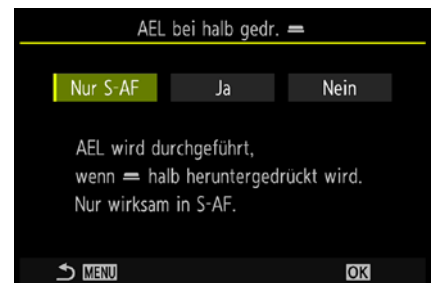 AEL bei halb gedr.
Nur S-AF Ja Nein
AEL wird durchgeführt,
wenn halb heruntergedrückt wird.
Nur wirksam in S-AF.
MENU OK